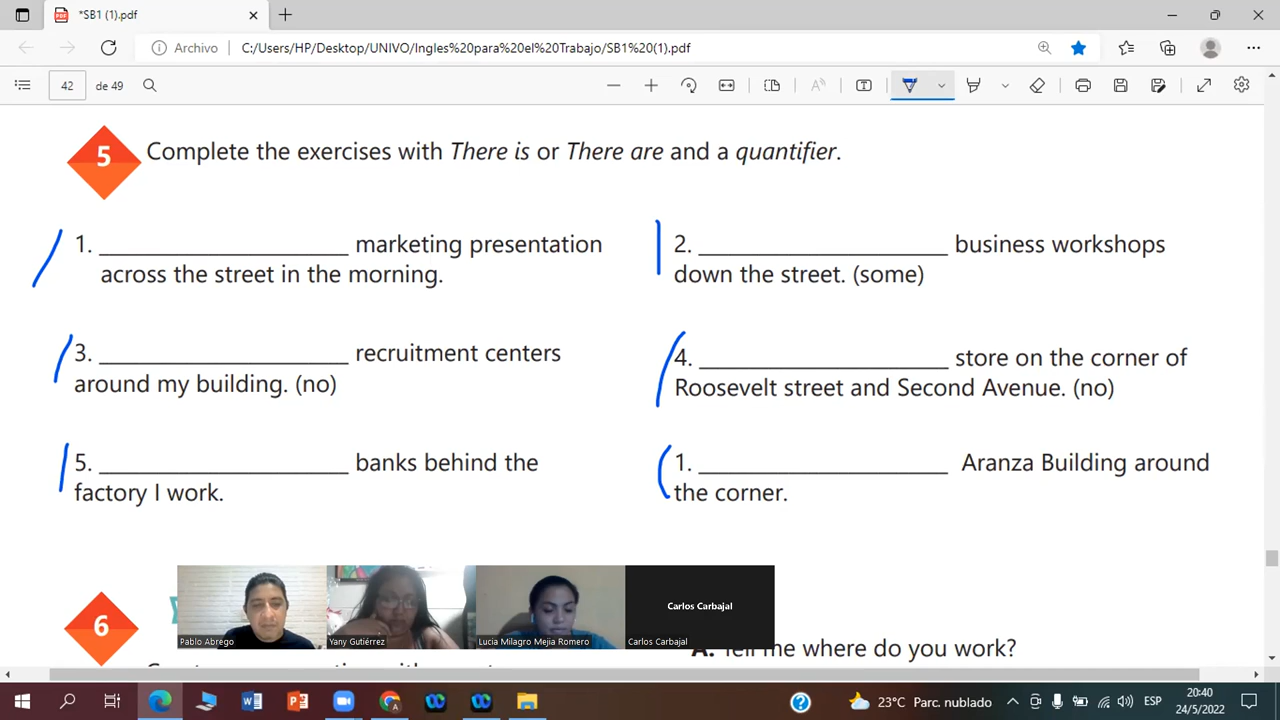 *SB1 (1).pdf
Archivo C:/Users/HP/Desktop/UNIVO/Ingles%20para%20el%20Trabajo/SB1%20(1).pdf
42 de 49
5 Complete the exercises with There is or There are and a quantifier.
1. ______________________ marketing presentation
across the street in the morning.
2. ______________________ business workshops
down the street. (some)
3. ______________________ recruitment centers
around my building. (no)
4. ______________________ store on the corner of
Roosevelt street and Second Avenue. (no)
5. ______________________ banks behind the
factory I work.
1. ______________________ Aranza Building around
the corner.
6
A: Tell me where do you work?
Carlos Carbajal
Pablo Abrego
Yany Gutiérrez
Lucia Milagro Mejia Romero
Carlos Carbajal
23°C Parc. nublado
ESP
20:40
24/5/2022